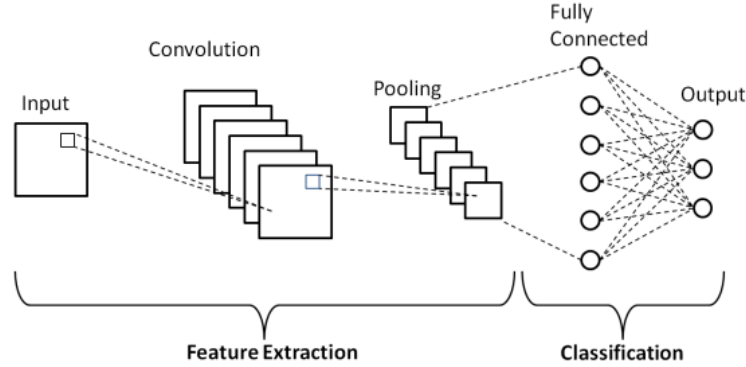 Input
Convolution
Pooling
Fully
Connected
Output
Feature Extraction
Classification